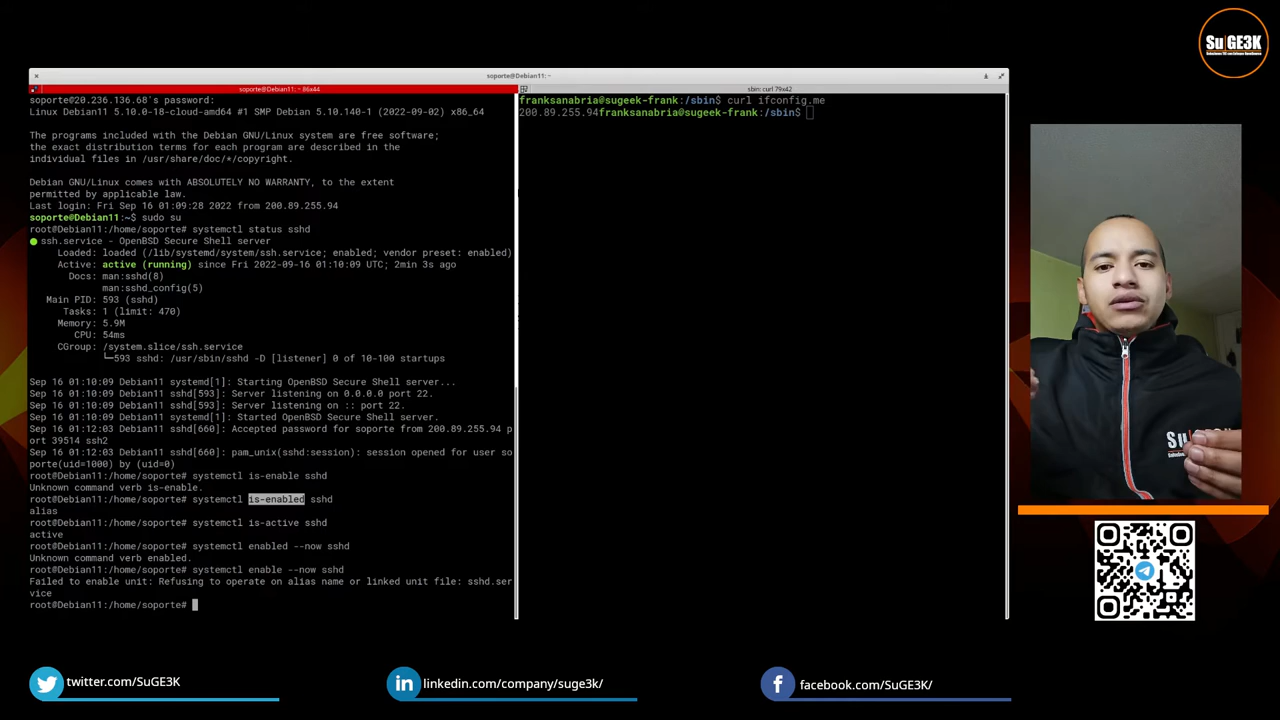 Su GE3K
soporte@Debian11: ~
soporte@Debian11: ~ 86x44
sbin: curl 79x42
soporte@20.236.136.68's password:
Linux Debian11 5.10.0-18-cloud-amd64 #1 SMP Debian 5.10.140-1 (2022-09-02) x86_64
The programs included with the Debian GNU/Linux system are free software;
the exact distribution terms for each program are described in the
individual files in /usr/share/doc/*/copyright.
Debian GNU/Linux comes with ABSOLUTELY NO WARRANTY, to the extent
permitted by applicable law.
Last login: Fri Sep 16 01:09:28 2022 from 200.89.255.94
soporte@Debian11:~$ sudo su
root@Debian11:/home/soporte# systemctl status sshd
● ssh.service - OpenBSD Secure Shell server
Loaded: loaded (/lib/systemd/system/ssh.service; enabled; vendor preset: enabled)
Active: active (running) since Fri 2022-09-16 01:10:09 UTC; 2min 3s ago
Docs: man:sshd(8)
man:sshd_config(5)
Main PID: 593 (sshd)
Tasks: 1 (limit: 470)
Memory: 5.9M
CPU: 54ms
CGroup: /system.slice/ssh.service
└─593 sshd: /usr/sbin/sshd -D [listener] 0 of 10-100 startups
Sep 16 01:10:09 Debian11 systemd[1]: Starting OpenBSD Secure Shell server...
Sep 16 01:10:09 Debian11 sshd[593]: Server listening on 0.0.0.0 port 22.
Sep 16 01:10:09 Debian11 sshd[593]: Server listening on :: port 22.
Sep 16 01:10:09 Debian11 systemd[1]: Started OpenBSD Secure Shell server.
Sep 16 01:12:03 Debian11 sshd[660]: Accepted password for soporte from 200.89.255.94 p
ort 39514 ssh2
Sep 16 01:12:03 Debian11 sshd[660]: pam_unix(sshd:session): session opened for user so
porte(uid=1000) by (uid=0)
root@Debian11:/home/soporte# systemctl is-enable sshd
Unknown command verb is-enable.
root@Debian11:/home/soporte# systemctl is-enabled sshd
alias
root@Debian11:/home/soporte# systemctl is-active sshd
active
root@Debian11:/home/soporte# systemctl enabled --now sshd
Unknown command verb enabled.
root@Debian11:/home/soporte# systemctl enable --now sshd
Failed to enable unit: Refusing to operate on alias name or linked unit file: sshd.ser
vice
root@Debian11:/home/soporte#
franksanabria@sugeek-frank:/sbin$ curl ifconfig.me
200.89.255.94franksanabria@sugeek-frank:/sbin$
twitter.com/SuGE3K
linkedin.com/company/suge3k/
facebook.com/SuGE3K/